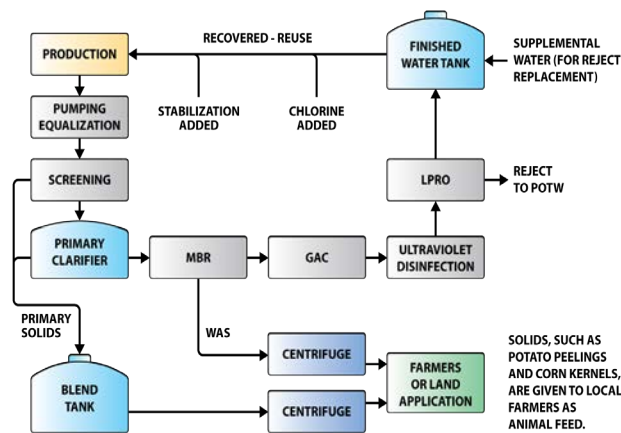 RECOVERED - REUSE
PRODUCTION
FINISHED
WATER TANK
SUPPLEMENTAL
WATER (FOR REJECT
REPLACEMENT)
STABILIZATION
ADDED
CHLORINE
ADDED
PUMPING
EQUALIZATION
SCREENING
LPRO
REJECT
TO POTW
PRIMARY
CLARIFIER
MBR
GAC
ULTRAVIOLET
DISINFECTION
PRIMARY
SOLIDS
WAS
CENTRIFUGE
BLEND
TANK
CENTRIFUGE
FARMERS
OR LAND
APPLICATION
SOLIDS, SUCH AS
POTATO PEELINGS
AND CORN KERNELS,
ARE GIVEN TO LOCAL
FARMERS AS
ANIMAL FEED.